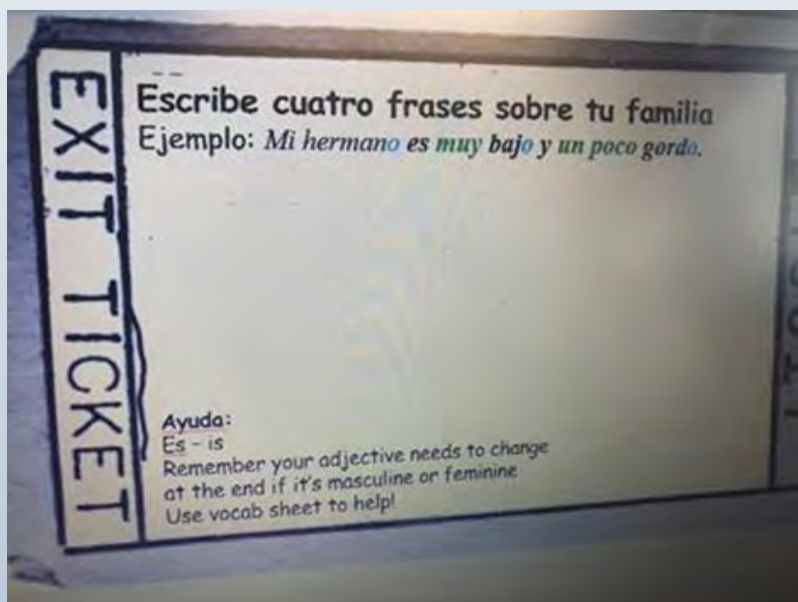 EXIT TICKET
Escribe cuatro frases sobre tu familia
Ejemplo: Mi hermano es muy bajo y un poco gordo.
Ayuda:
Es - is
Remember your adjective needs to change
at the end if it's masculine or feminine
Use vocab sheet to help!